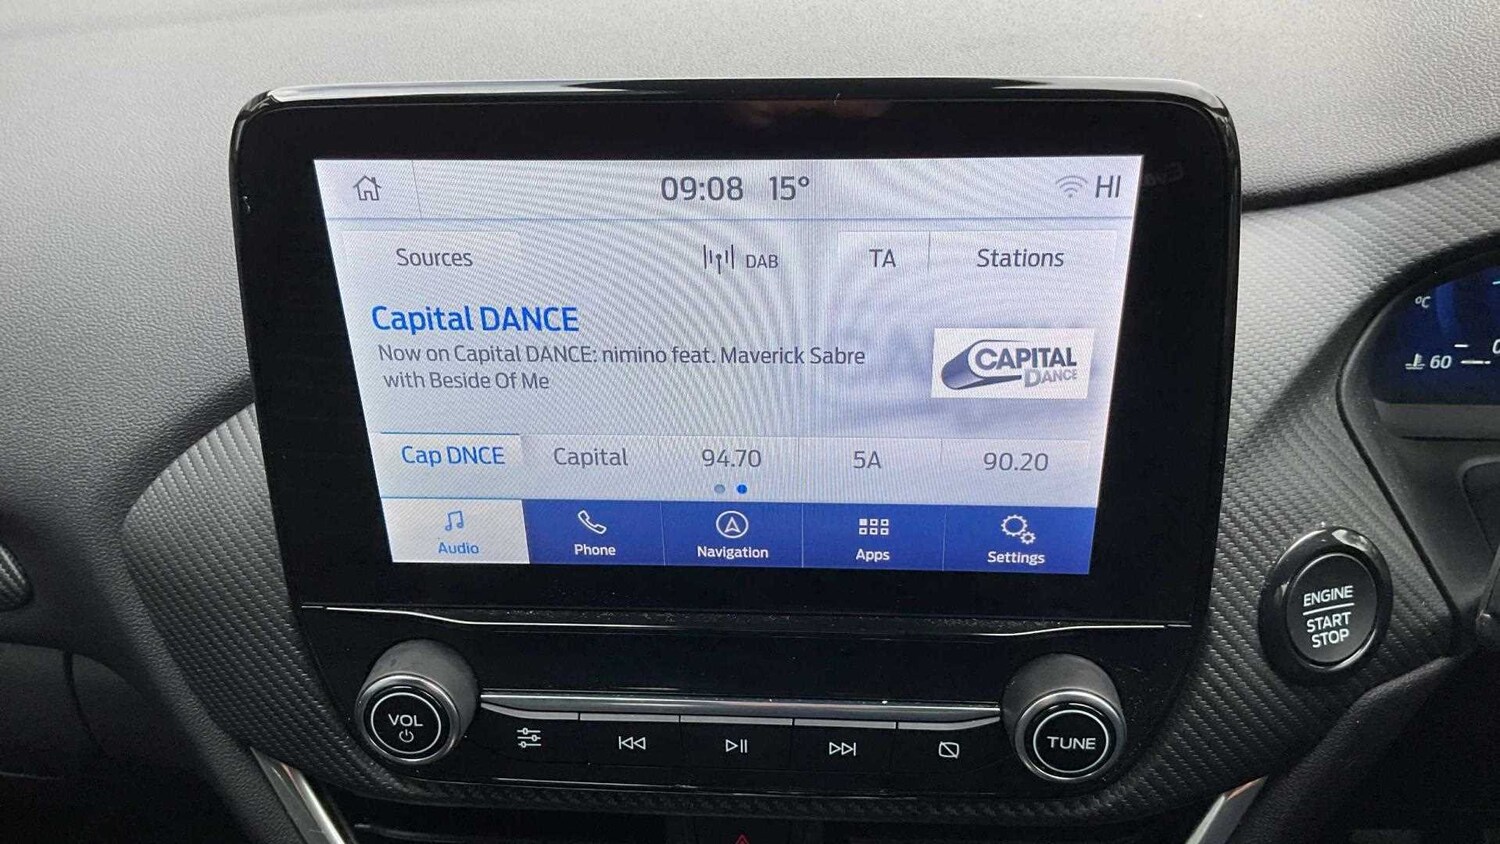 09:08 15° HI
Sources DAB TA Stations
Capital DANCE
Now on Capital DANCE: nimino feat. Maverick Sabre
with Beside Of Me
CAPITAL
DANCE
Cap DNCE Capital 94.70 5A 90.20
Audio Phone Navigation Apps Settings
°C
60
ENGINE
START
STOP
VOL
TUNE